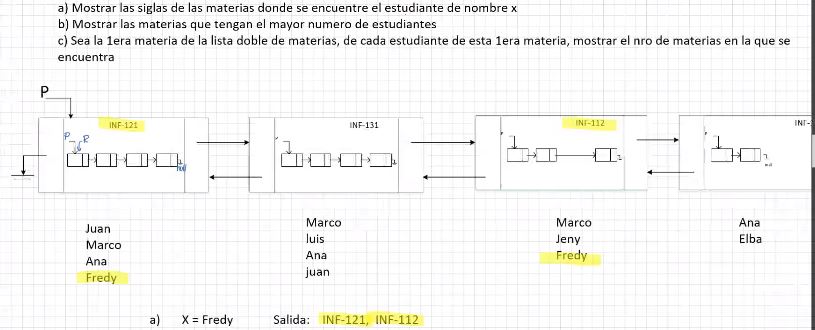 a) Mostrar las siglas de las materias donde se encuentre el estudiante de nombre x
b) Mostrar las materias que tengan el mayor numero de estudiantes
c) Sea la 1era materia de la lista doble de materias, de cada estudiante de esta 1era materia, mostrar el nro de materias en la que se
encuentra
P
INF-121
INF-131
INF-112
INF-
P R
null
null
Juan
Marco
Ana
Fredy
Marco
luis
Ana
juan
Marco
Jeny
Fredy
Ana
Elba
a) X = Fredy Salida: INF-121, INF-112